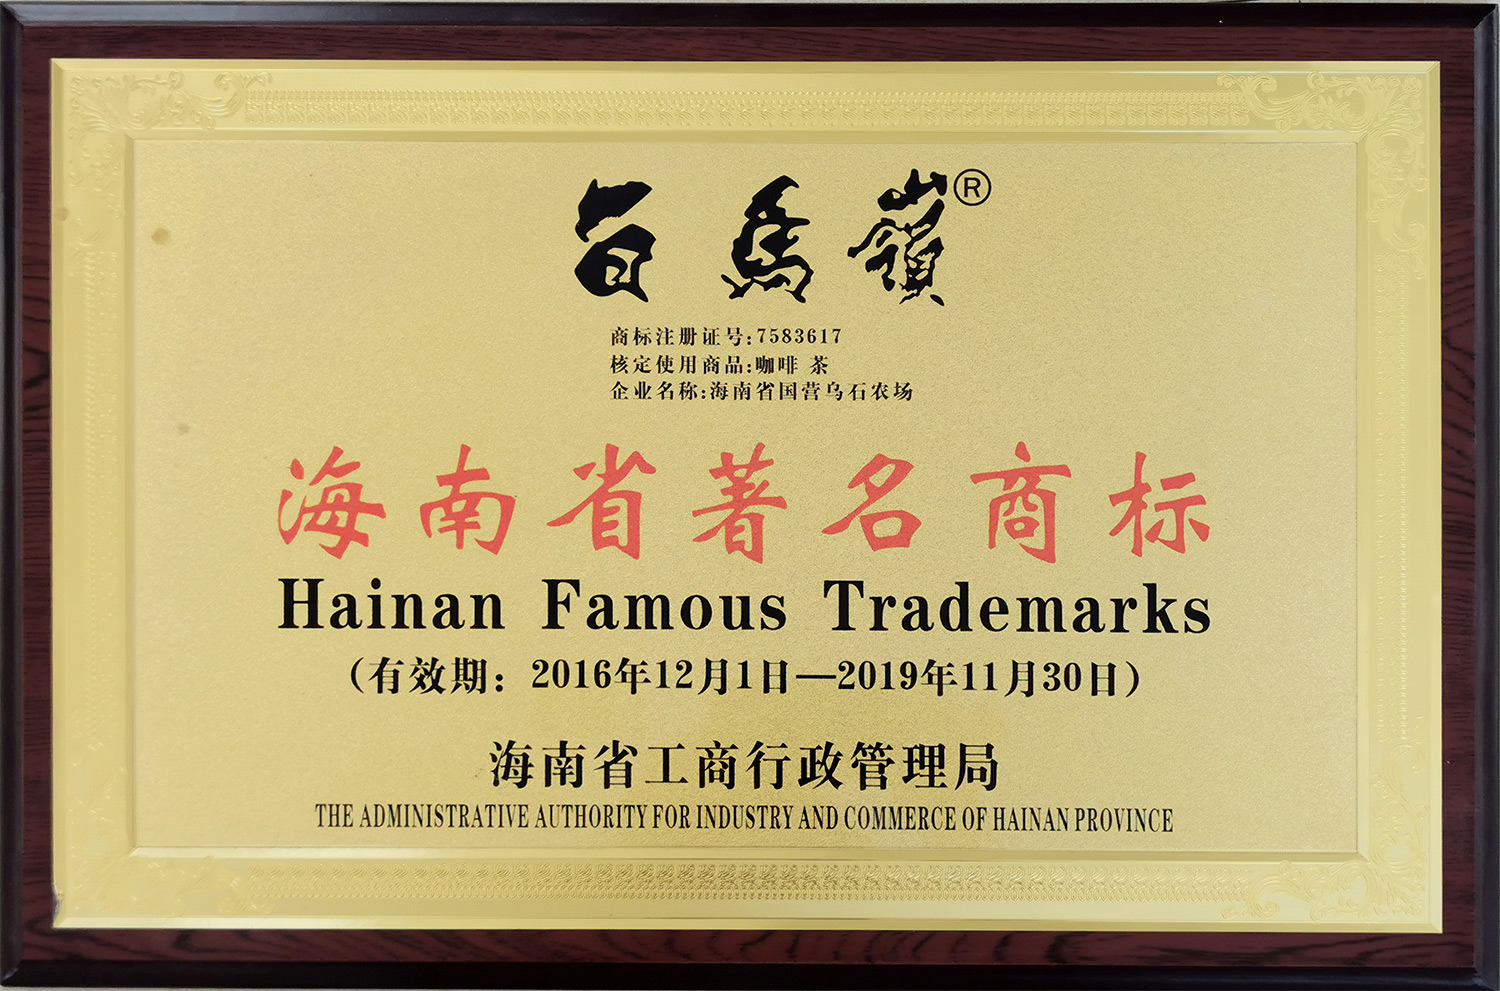 白馬嶺®
商标注册证号:7583617
核定使用商品:咖啡 茶
企业名称:海南省国营乌石农场
海南省著名商标
Hainan Famous Trademarks
(有效期: 2016年12月1日—2019年11月30日)
海南省工商行政管理局
THE ADMINISTRATIVE AUTHORITY FOR INDUSTRY AND COMMERCE OF HAINAN PROVINCE